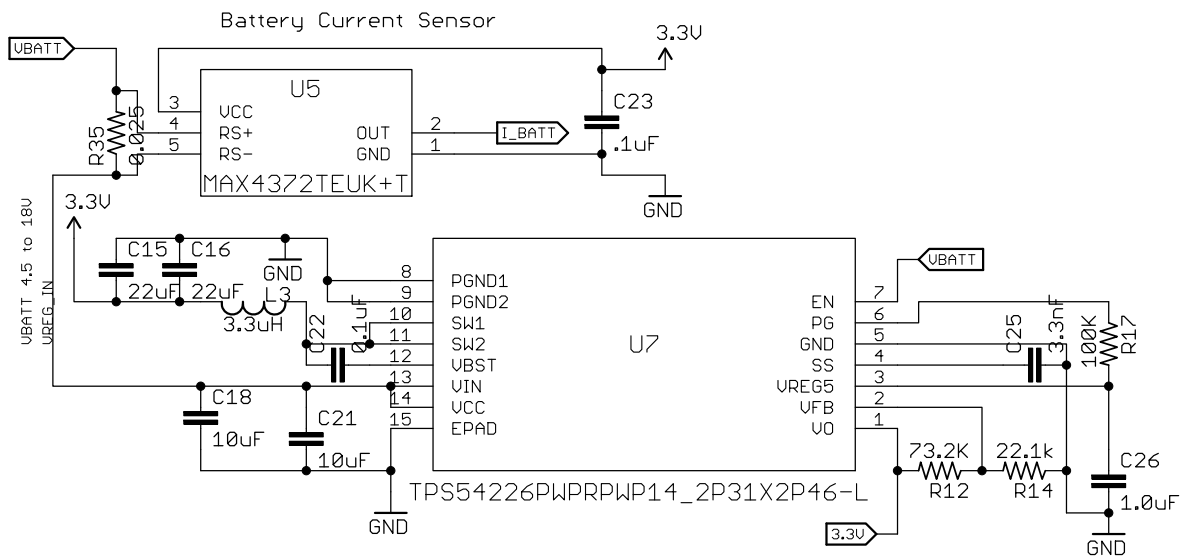 Battery Current Sensor
VBATT
3.3V
U5
C23
.1uF
R35
0.025
3 VCC
4 RS+
5 RS-
OUT 2
GND 1
I_BATT
MAX4372TEUK+T
GND
VBATT 4.5 to 18V
VREG_IN
3.3V
C15
22uF
C16
22uF
GND
L3
3.3uH
C22
0.1uF
8 PGND1
9 PGND2
10 SW1
11 SW2
12 VBST
13 VIN
14 VCC
15 EPAD
U7
EN 7
PG 6
GND 5
SS 4
VREG5 3
VFB 2
VO 1
VBATT
C25
3.3nF
100K
R17
C18
10uF
C21
10uF
GND
TPS54226PWPRPWP14_2P31X2P46-L
73.2K
R12
22.1k
R14
C26
1.0uF
3.3V
GND